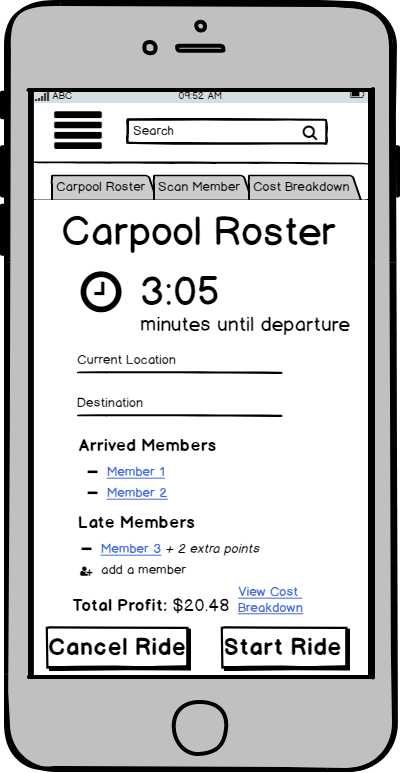 ABC 09:52 AM
Search
Carpool Roster Scan Member Cost Breakdown
Carpool Roster
3:05
minutes until departure
Current Location
Destination
Arrived Members
Member 1
Member 2
Late Members
Member 3 + 2 extra points
add a member
Total Profit: $20.48 View Cost
Breakdown
Cancel Ride Start Ride